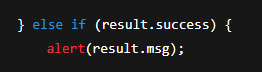 } else if (result.success) {
    alert(result.msg);